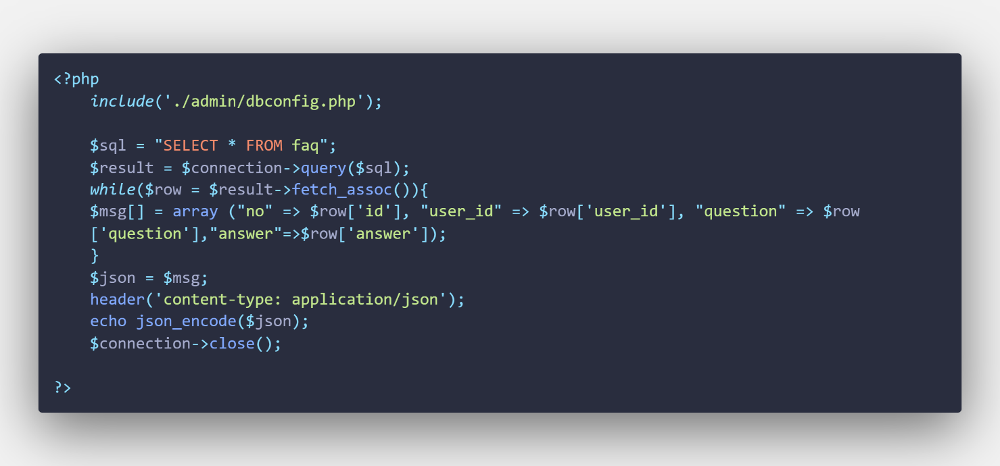 <?php
include('./admin/dbconfig.php');
$sql = "SELECT * FROM faq";
$result = $connection->query($sql);
while($row = $result->fetch_assoc()){
$msg[] = array ("no" => $row['id'], "user_id" => $row['user_id'], "question" => $row
['question'],"answer"=>$row['answer']);
}
$json = $msg;
header('content-type: application/json');
echo json_encode($json);
$connection->close();
?>